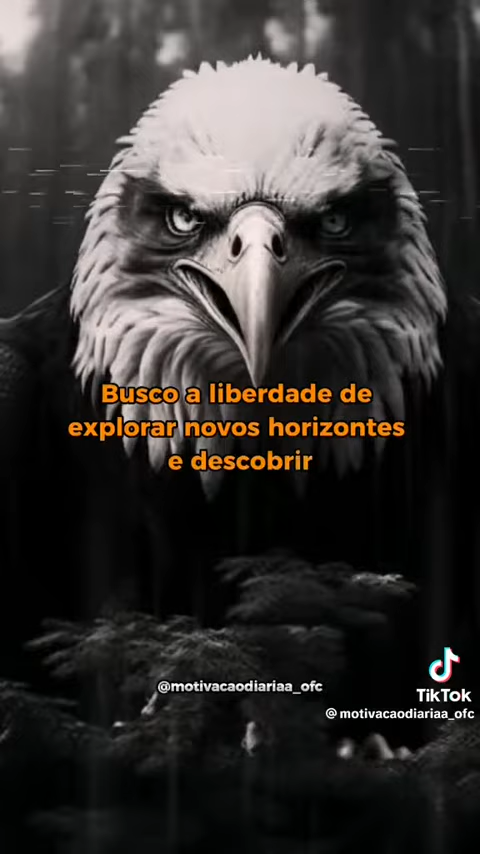 Busco a liberdade de
explorar novos horizontes
e descobrir
@motivacaodiariaa_ofc
TikTok
@motivacaodiariaa_ofc